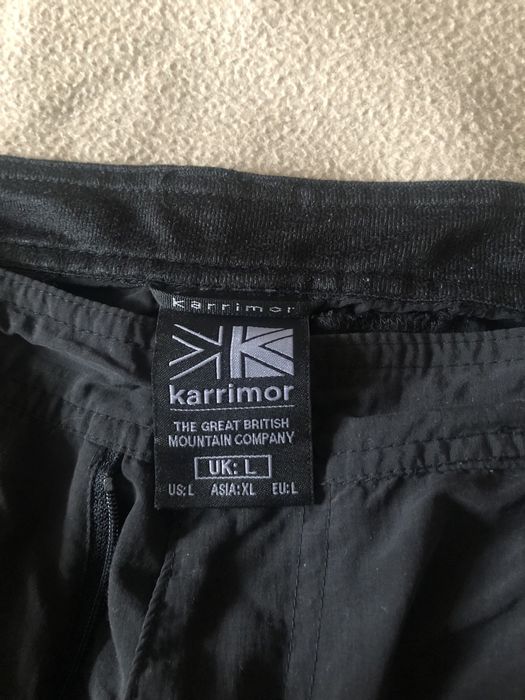 karrimor
karrimor
THE GREAT BRITISH
MOUNTAIN COMPANY
UK: L
US:L ASIA:XL EU:L